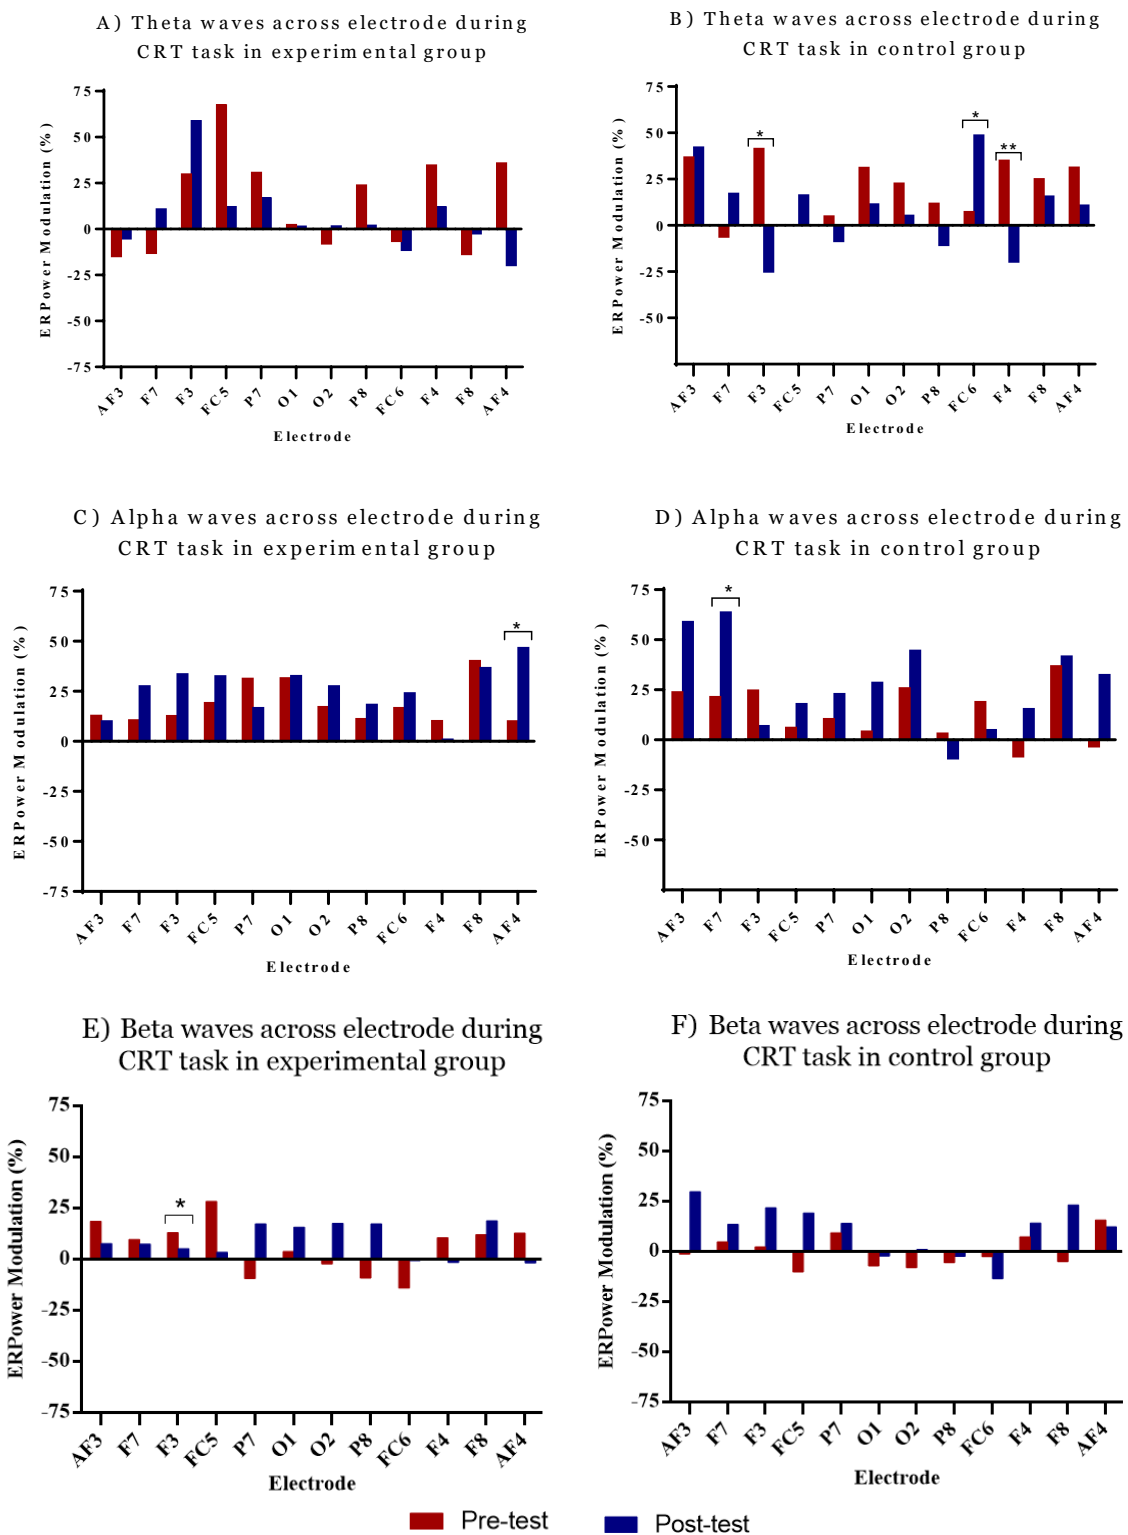 A) Theta waves across electrode during
CRT task in experimental group
75
50
25
0
-25
-50
-75
ERPower Modulation (%)
AF3 F7 F3 FC5 P7 O1 O2 P8 FC6 F4 F8 AF4
Electrode
B) Theta waves across electrode during
CRT task in control group
75
50
25
0
-25
-50
ERPower Modulation (%)
*
*
**
AF3 F7 F3 FC5 P7 O1 O2 P8 FC6 F4 F8 AF4
Electrode
C) Alpha waves across electrode during
CRT task in experimental group
75
50
25
0
-25
-50
-75
ERPower Modulation (%)
*
AF3 F7 F3 FC5 P7 O1 O2 P8 FC6 F4 F8 AF4
Electrode
D) Alpha waves across electrode during
CRT task in control group
75
50
25
0
-25
-50
ERPower Modulation (%)
*
AF3 F7 F3 FC5 P7 O1 O2 P8 FC6 F4 F8 AF4
Electrode
E) Beta waves across electrode during
CRT task in experimental group
75
50
25
0
-25
-50
-75
ERPower Modulation (%)
*
AF3 F7 F3 FC5 P7 O1 O2 P8 FC6 F4 F8 AF4
Electrode
F) Beta waves across electrode during
CRT task in control group
75
50
25
0
-25
-50
-75
ERPower Modulation (%)
AF3 F7 F3 FC5 P7 O1 O2 P8 FC6 F4 F8 AF4
Electrode
Pre-test Post-test